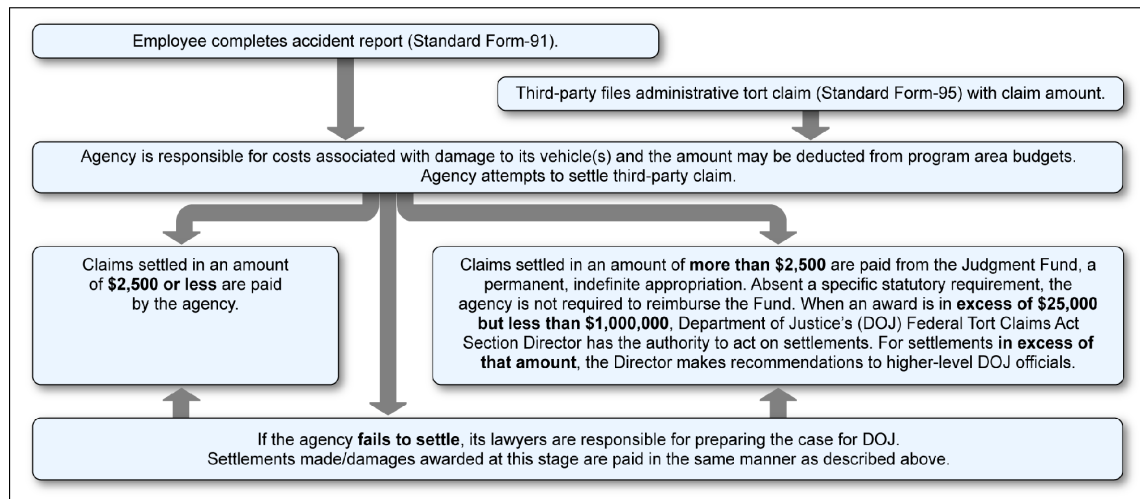 Employee completes accident report (Standard Form-91).
Third-party files administrative tort claim (Standard Form-95) with claim amount.
Agency is responsible for costs associated with damage to its vehicle(s) and the amount may be deducted from program area budgets.
Agency attempts to settle third-party claim.
Claims settled in an amount
of $2,500 or less are paid
by the agency.
Claims settled in an amount of more than $2,500 are paid from the Judgment Fund, a
permanent, indefinite appropriation. Absent a specific statutory requirement, the
agency is not required to reimburse the Fund. When an award is in excess of $25,000
but less than $1,000,000, Department of Justice's (DOJ) Federal Tort Claims Act
Section Director has the authority to act on settlements. For settlements in excess of
that amount, the Director makes recommendations to higher-level DOJ officials.
If the agency fails to settle, its lawyers are responsible for preparing the case for DOJ.
Settlements made/damages awarded at this stage are paid in the same manner as described above.